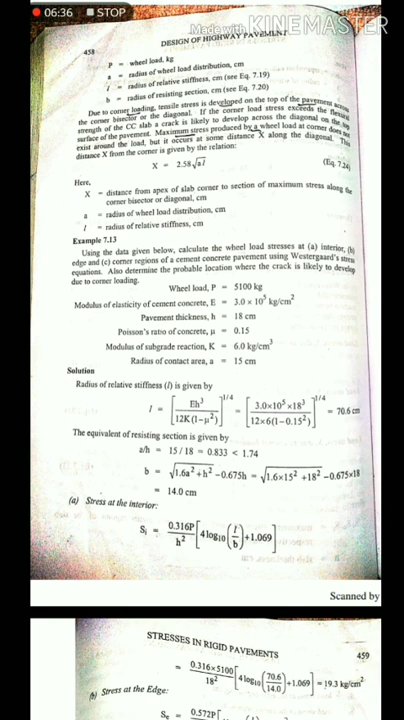 06:36 STOP
Made with KINEMASTER
458
DESIGN OF HIGHWAY PAVEMENT
P = wheel load, kg
a = radius of wheel load distribution, cm
l = radius of relative stiffness, cm (see Eq. 7.19)
b = radius of resisting section, cm (see Eq. 7.20)
Due to corner loading, tensile stress is developed on the top of the pavement across
the corner bisector or the diagonal. If the corner load stress exceeds the flexural
strength of the CC slab a crack is likely to develop across the diagonal on the top
surface of the pavement. Maximum stress produced by a wheel load at corner does not
exist around the load, but it occurs at some distance X along the diagonal. This
distance X from the corner is given by the relation:
X = 2.58√al (Eq. 7.24)
Here,
X = distance from apex of slab corner to section of maximum stress along the
corner bisector or diagonal, cm
a = radius of wheel load distribution, cm
l = radius of relative stiffness, cm
Example 7.13
Using the data given below, calculate the wheel load stresses at (a) interior, (b)
edge and (c) corner regions of a cement concrete pavement using Westergaard's stress
equations. Also determine the probable location where the crack is likely to develop
due to corner loading.
Wheel load, P = 5100 kg
Modulus of elasticity of cement concrete, E = 3.0 × 10⁵ kg/cm²
Pavement thickness, h = 18 cm
Poisson's ratio of concrete, μ = 0.15
Modulus of subgrade reaction, K = 6.0 kg/cm³
Radius of contact area, a = 15 cm
Solution
Radius of relative stiffness (l) is given by
l = [Eh³ / 12K(1-μ²)]^1/4 = [3.0×10⁵ ×18³ / 12×6(1-0.15²)]^1/4 = 70.6 cm
The equivalent of resisting section is given by
a/h = 15/18 = 0.833 < 1.74
b = √1.6a² + h² - 0.675h = √1.6×15² + 18² - 0.675×18
= 14.0 cm
(a) Stress at the interior:
Sᵢ = 0.316P / h² [4 log₁₀ (l/b) + 1.069]
Scanned by
STRESSES IN RIGID PAVEMENTS 459
= 0.316×5100 / 18² [4 log₁₀ (70.6 / 14.0) + 1.069] = 19.3 kg/cm²
(b) Stress at the Edge:
Sₑ = 0.572P